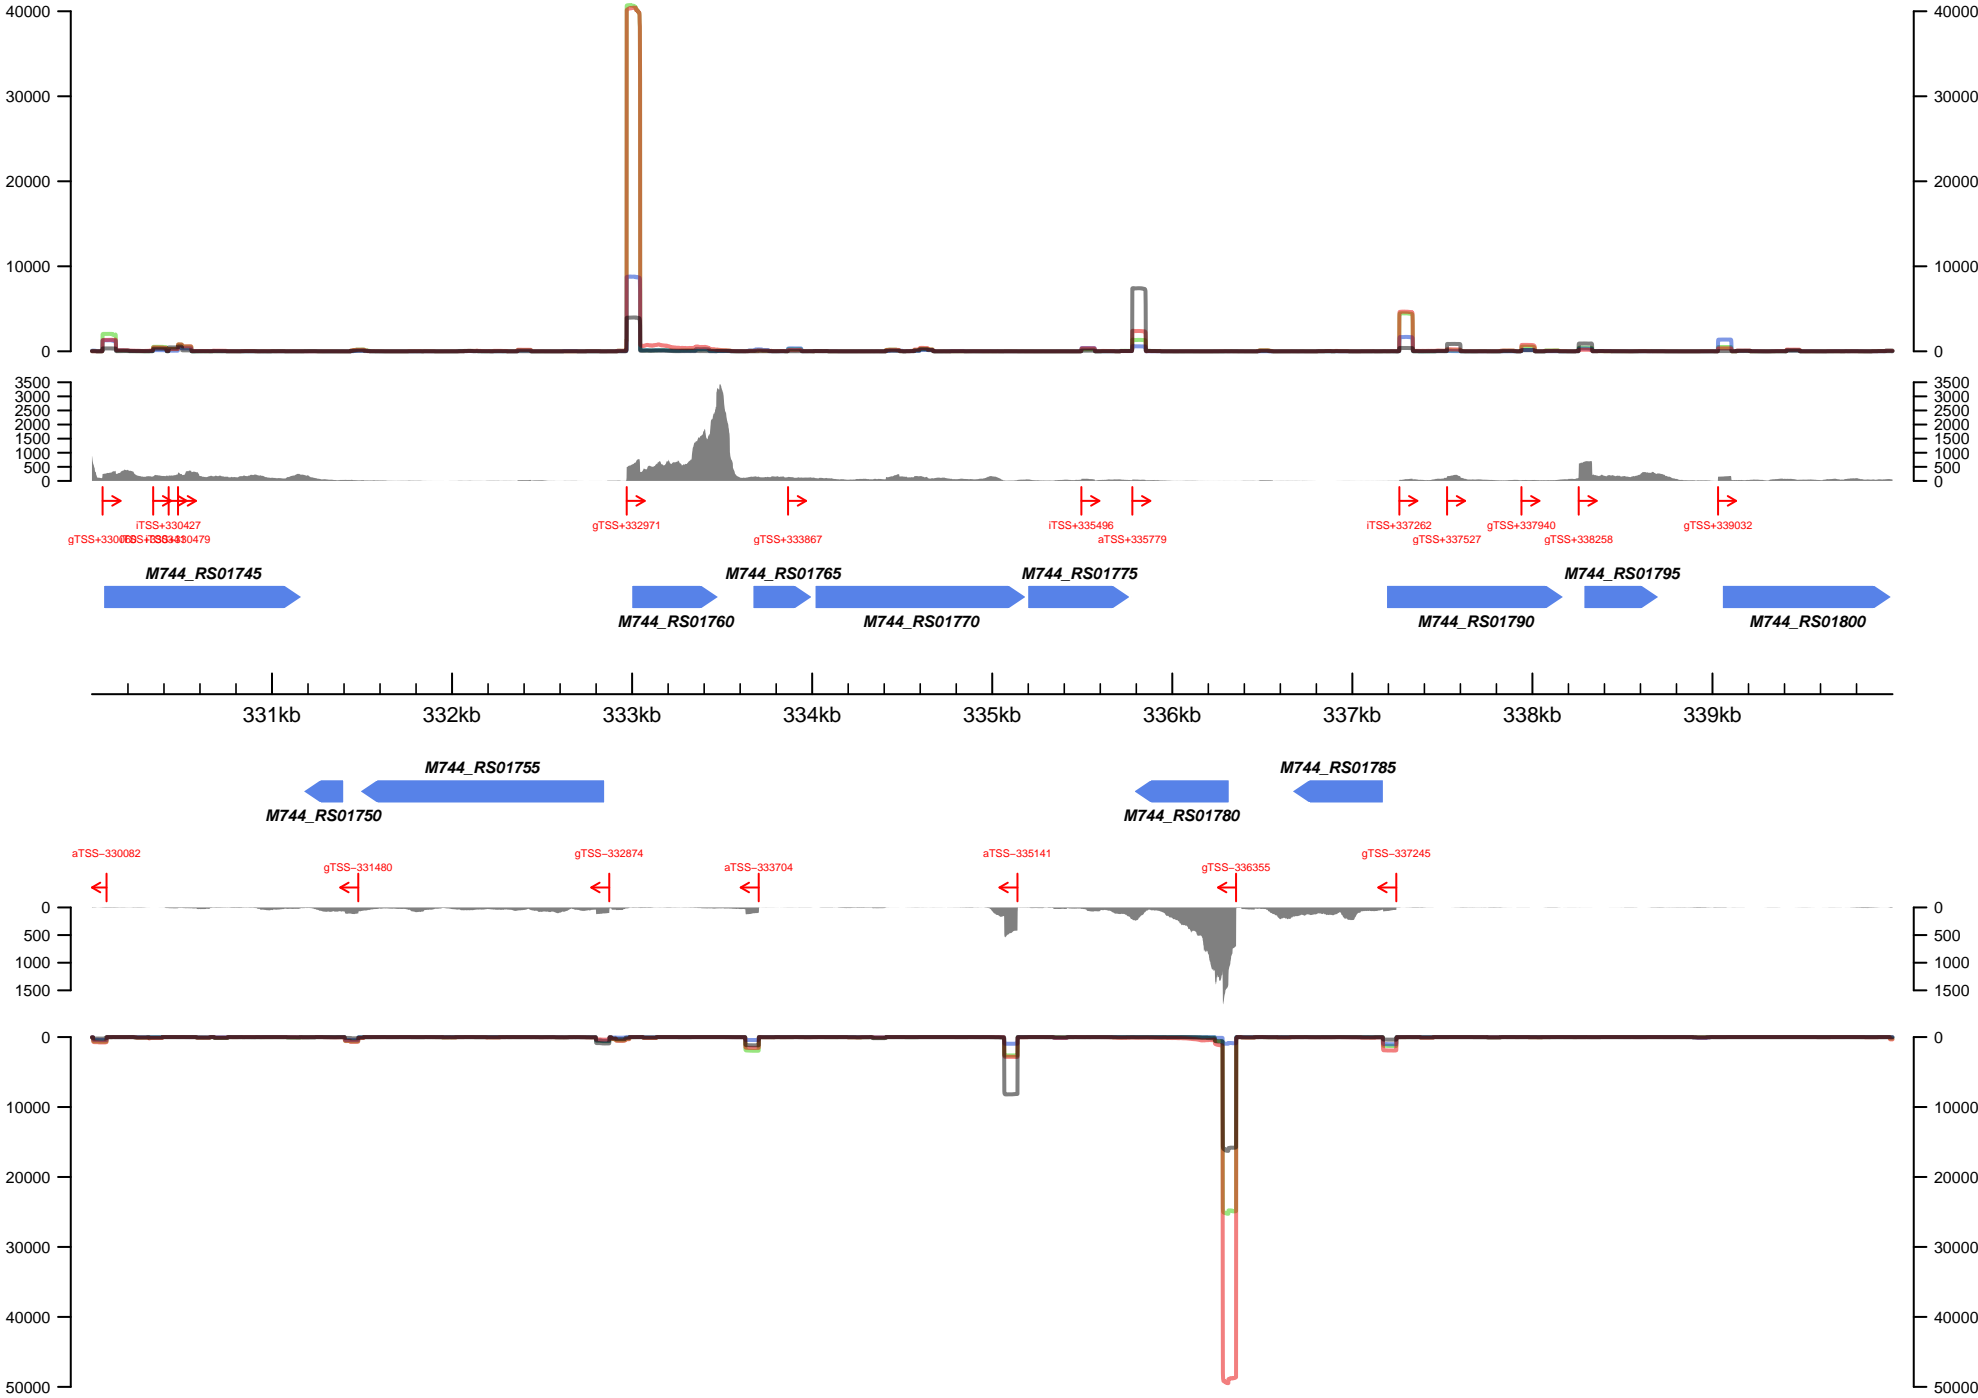 40000 40000
30000 30000
20000 20000
10000 10000
0 0
3500 3500
3000 3000
2500 2500
2000 2000
1500 1500
1000 1000
500 500
0 0
iTSS+330427 gTSS+332971 iTSS+335496 iTSS+337262 gTSS+337940 gTSS+339032
iTSS+330479 gTSS+333867 aTSS+335779 gTSS+337527 gTSS+338258
M744_RS01745 M744_RS01765 M744_RS01775 M744_RS01795
M744_RS01760 M744_RS01770 M744_RS01790 M744_RS01800
331kb 332kb 333kb 334kb 335kb 336kb 337kb 338kb 339kb
M744_RS01755 M744_RS01785
M744_RS01750 M744_RS01780
aTSS−330082 gTSS−332874 aTSS−335141 gTSS−337245
gTSS−331480 aTSS−333704 gTSS−336355
0 0
500 500
1000 1000
1500 1500
0 0
10000 10000
20000 20000
30000 30000
40000 40000
50000 50000